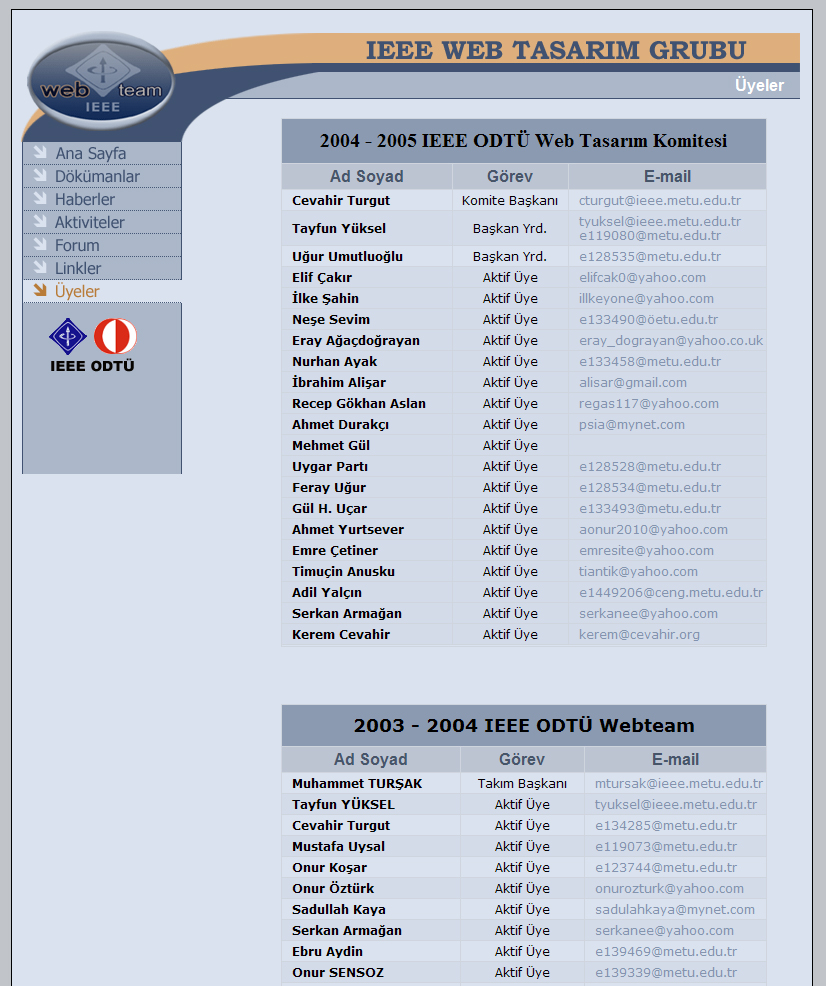 IEEE WEB TASARIM GRUBU
web team
IEEE
Üyeler
Ana Sayfa
Dökümanlar
Haberler
Aktiviteler
Forum
Linkler
Üyeler
IEEE ODTÜ
2004 - 2005 IEEE ODTÜ Web Tasarım Komitesi
Ad Soyad Görev E-mail
Cevahir Turgut Komite Başkanı cturgut@ieee.metu.edu.tr
Tayfun Yüksel Başkan Yrd. tyuksel@ieee.metu.edu.tr
e119080@metu.edu.tr
Uğur Umutluoğlu Başkan Yrd. e128535@metu.edu.tr
Elif Çakır Aktif Üye elifcak0@yahoo.com
İlke Şahin Aktif Üye illkeyone@yahoo.com
Neşe Sevim Aktif Üye e133490@öetu.edu.tr
Eray Ağaçdoğrayan Aktif Üye eray_dograyan@yahoo.co.uk
Nurhan Ayak Aktif Üye e133458@metu.edu.tr
İbrahim Alişar Aktif Üye alisar@gmail.com
Recep Gökhan Aslan Aktif Üye regas117@yahoo.com
Ahmet Durakçı Aktif Üye psia@mynet.com
Mehmet Gül Aktif Üye
Uygar Partı Aktif Üye e128528@metu.edu.tr
Feray Uğur Aktif Üye e128534@metu.edu.tr
Gül H. Uçar Aktif Üye e133493@metu.edu.tr
Ahmet Yurtsever Aktif Üye aonur2010@yahoo.com
Emre Çetiner Aktif Üye emresite@yahoo.com
Timuçin Anusku Aktif Üye tiantik@yahoo.com
Adil Yalçın Aktif Üye e1449206@ceng.metu.edu.tr
Serkan Armağan Aktif Üye serkanee@yahoo.com
Kerem Cevahir Aktif Üye kerem@cevahir.org
2003 - 2004 IEEE ODTÜ Webteam
Ad Soyad Görev E-mail
Muhammet TURŞAK Takım Başkanı mtursak@ieee.metu.edu.tr
Tayfun YÜKSEL Aktif Üye tyuksel@ieee.metu.edu.tr
Cevahir Turgut Aktif Üye e134285@metu.edu.tr
Mustafa Uysal Aktif Üye e119073@metu.edu.tr
Onur Koşar Aktif Üye e123744@metu.edu.tr
Onur Öztürk Aktif Üye onurozturk@yahoo.com
Sadullah Kaya Aktif Üye sadulahkaya@mynet.com
Serkan Armağan Aktif Üye serkanee@yahoo.com
Ebru Aydin Aktif Üye e139469@metu.edu.tr
Onur SENSOZ Aktif Üye e139339@metu.edu.tr